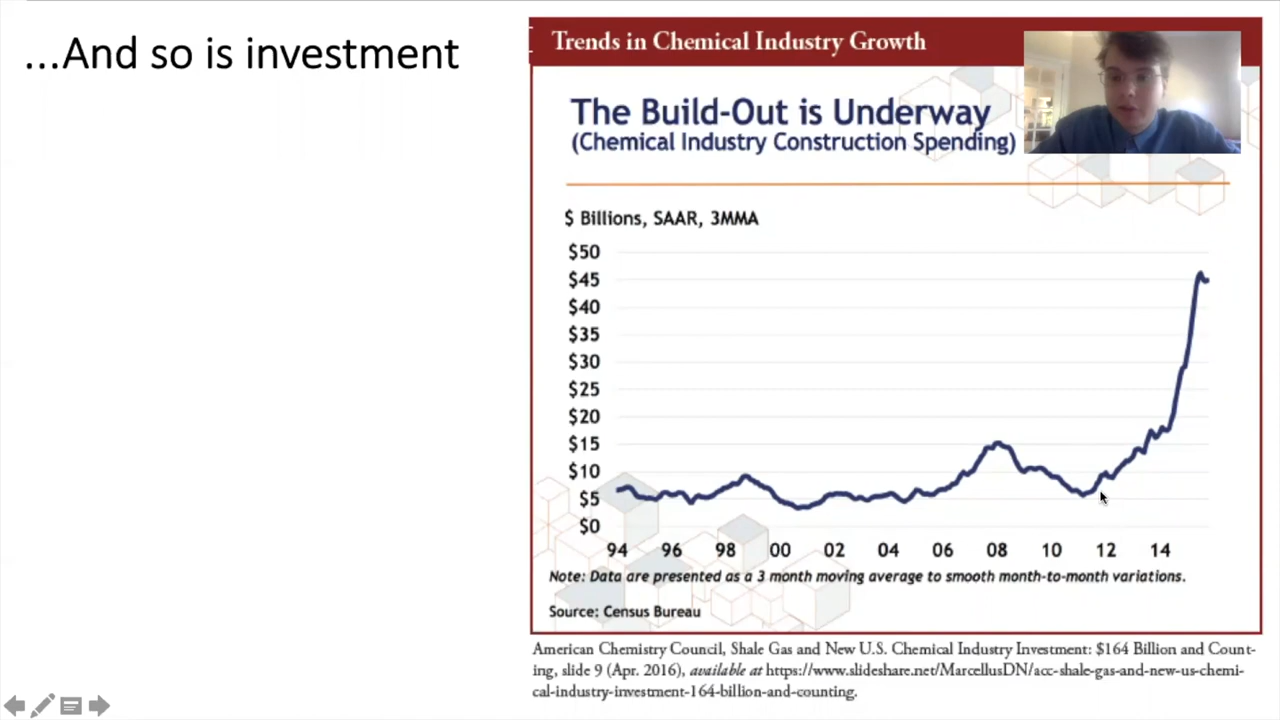 ...And so is investment
Trends in Chemical Industry Growth
The Build-Out is Underway
(Chemical Industry Construction Spending)
$ Billions, SAAR, 3MMA
$50
$45
$40
$35
$30
$25
$20
$15
$10
$5
$0
94 96 98 00 02 04 06 08 10 12 14
Note: Data are presented as a 3 month moving average to smooth month-to-month variations.
Source: Census Bureau
American Chemistry Council, Shale Gas and New U.S. Chemical Industry Investment: $164 Billion and Count-
ing, slide 9 (Apr. 2016), available at https://www.slideshare.net/MarcellusDN/acc-shale-gas-and-new-us-chemi-
cal-industry-investment-164-billion-and-counting.